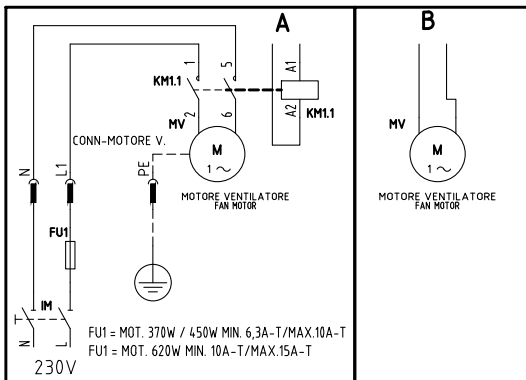 A
B
1
5
A1
KM1.1
A2
KM1.1
2
6
MV
MV
CONN-MOTORE V.
M
1 ~
M
1 ~
N
L1
PE
MOTORE VENTILATORE
FAN MOTOR
MOTORE VENTILATORE
FAN MOTOR
FU1
IM
N
L
FU1 = MOT. 370W / 450W MIN. 6,3A-T/MAX.10A-T
FU1 = MOT. 620W MIN. 10A-T/MAX.15A-T
230V